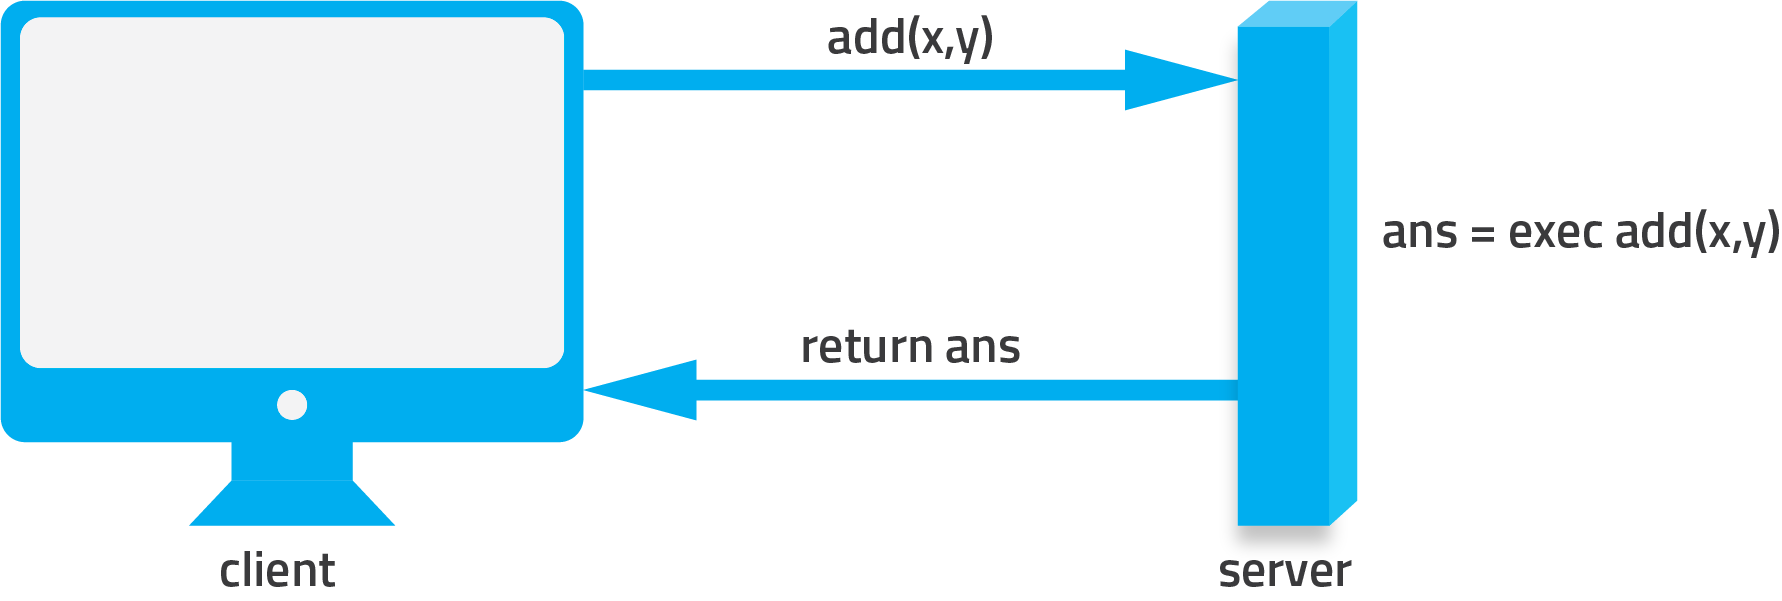 add(x,y)
ans = exec add(x,y)
return ans
client
server